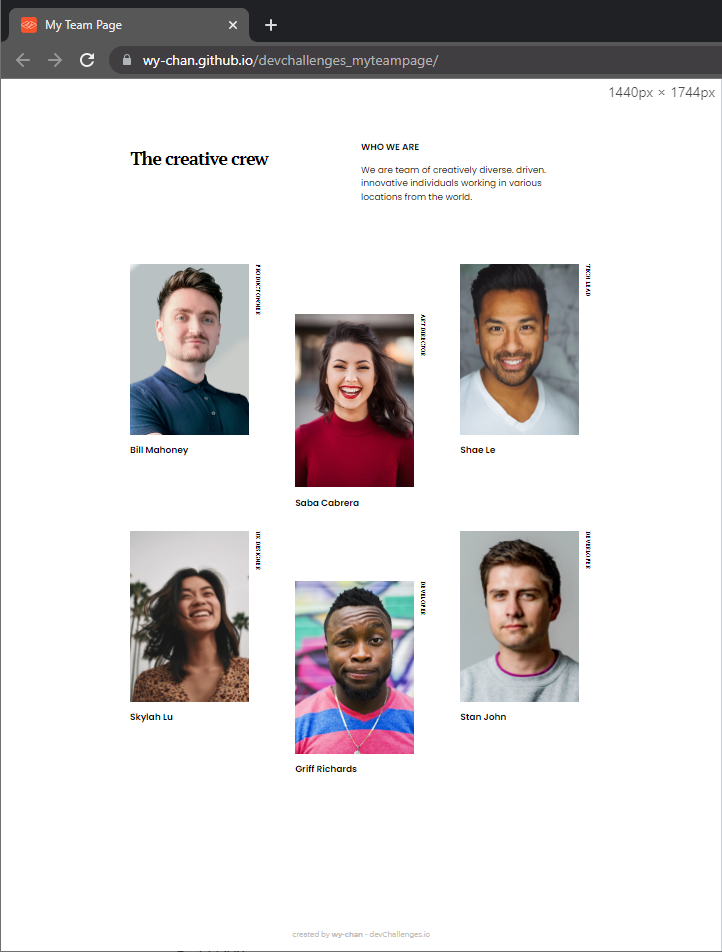 My Team Page
wy-chan.github.io/devchallenges_myteampage/
1440px × 1744px
The creative crew
WHO WE ARE
We are team of creatively diverse. driven.
innovative individuals working in various
locations from the world.
PRODUCT OWNER
Bill Mahoney
ART DIRECTOR
Saba Cabrera
TECH LEAD
Shae Le
UX DESIGNER
Skylah Lu
DEVELOPER
Griff Richards
DEVELOPER
Stan John
created by wy-chan - devChallenges.io